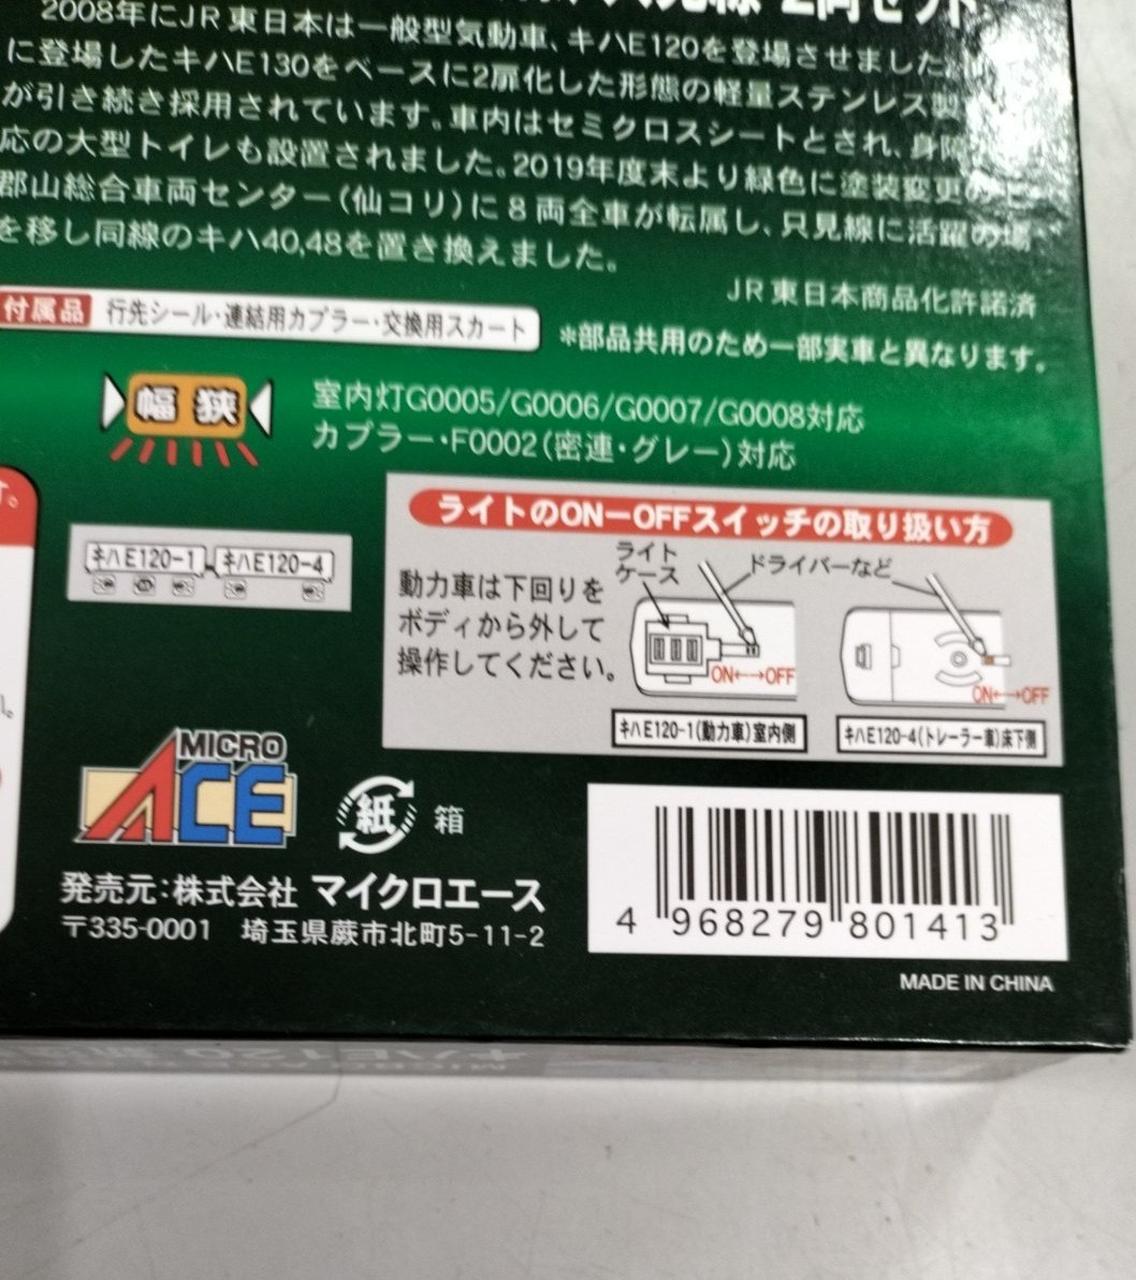 2両セット
2008年にJR東日本は一般型気動車、キハE120を登場させました。
に登場したキハE130をベースに2扉化した形態の軽量ステンレス製
が引き続き採用されています。車内はセミクロスシートとされ、身障
応の大型トイレも設置されました。2019年度末より緑色に塗装変更
郡山総合車両センター(仙コリ)に8両全車が転属し、只見線に活躍の場
を移し同線のキハ40,48を置き換えました。
JR東日本商品化許諾済
付属品 行先シール・連結用カプラー・交換用スカート
*部品共用のため一部実車と異なります。
幅狭
室内灯G0005/G0006/G0007/G0008対応
カプラー・F0002(密連・グレー)対応
す。
キハE120-1 キハE120-4
ライトのON－OFFスイッチの取り扱い方
動力車は下回りを
ボディから外して
操作してください。
ライト
ケース
ドライバーなど
ON←→OFF
ON←→OFF
キハE120-1(動力車)室内側
キハE120-4(トレーラー車)床下側
MICRO
ACE
紙 箱
発売元：株式会社 マイクロエース
〒335-0001 埼玉県蕨市北町5-11-2
4 968279 801413
MADE IN CHINA